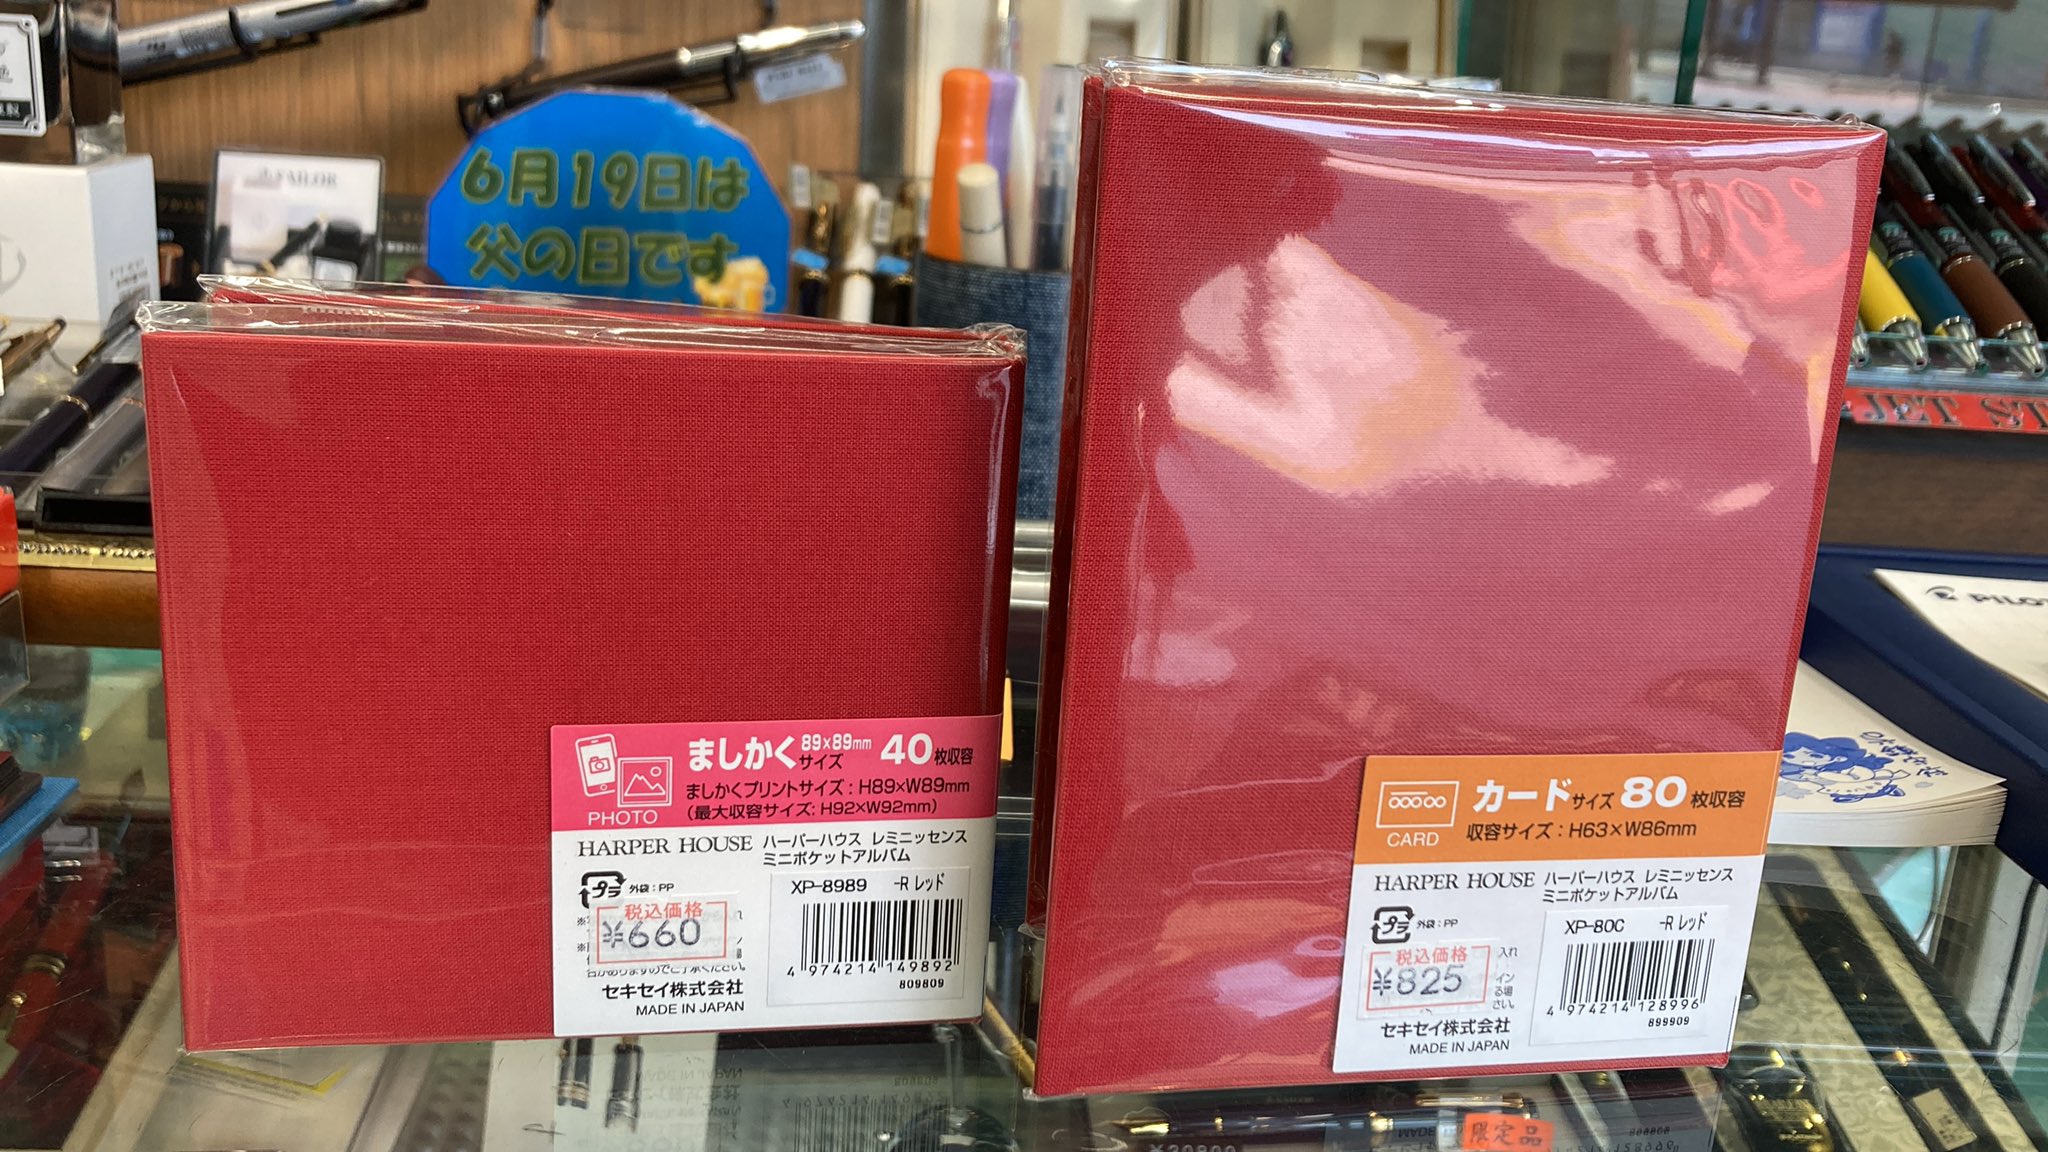 6月19日は
父の日です
SAILOR
JET ST
PILOT
PHOTO
ましかくサイズ 89×89mm 40枚収容
ましかくプリントサイズ：H89×W89mm
（最大収容サイズ：H92×W92mm）
HARPER HOUSE ハーパーハウス レミニッセンス
ミニポケットアルバム
プラ 外袋：PP
XP-8989 -R レッド
税込価格
¥660
4 974214 149892
809809
セキセイ株式会社
MADE IN JAPAN
CARD
カードサイズ 80枚収容
収容サイズ：H63×W86mm
HARPER HOUSE ハーパーハウス レミニッセンス
ミニポケットアルバム
プラ 外袋：PP
XP-80C -R レッド
税込価格
¥825
4 974214 128996
899909
セキセイ株式会社
MADE IN JAPAN
限定品